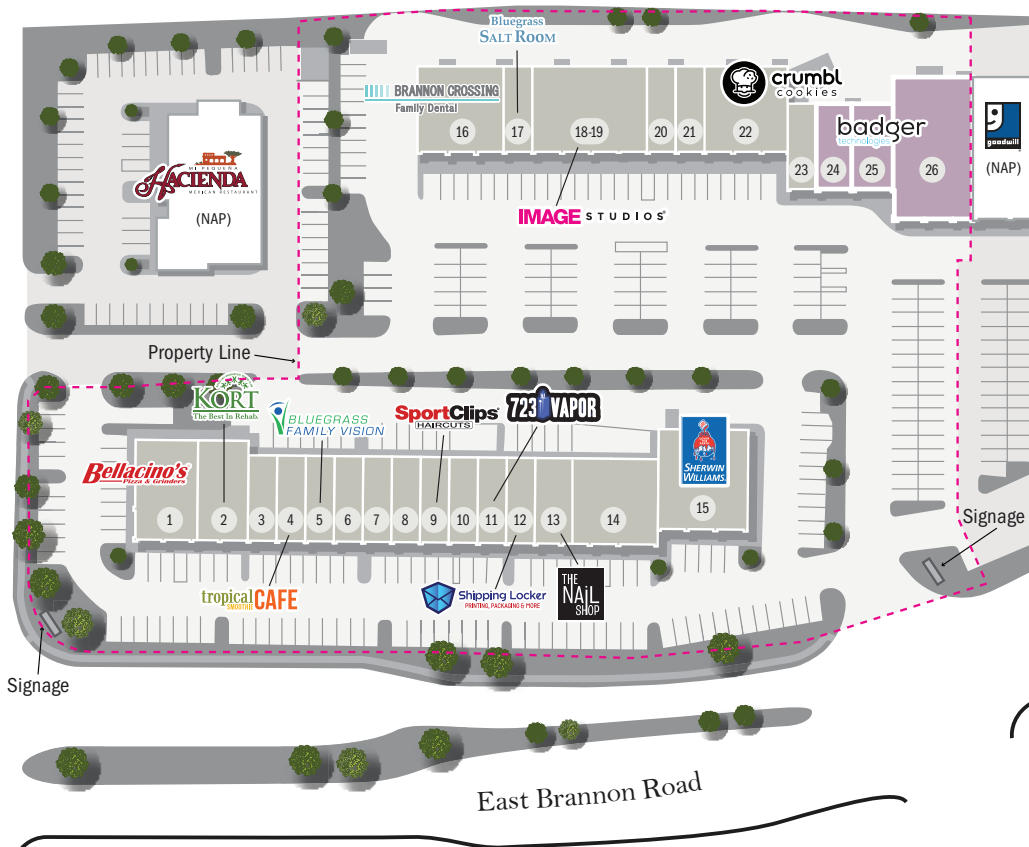 Bluegrass
SALT ROOM
BRANNON CROSSING
Family Dental
crumbl
cookies
16
17
18-19
20
21
22
23
24
25
26
badger
technologies
goodwill
(NAP)
MI PEQUEÑA
HACIENDA
MEXICAN RESTAURANT
(NAP)
IMAGE STUDIOS
Property Line
KORT
The Best In Rehab.
BLUEGRASS
FAMILY VISION
SportClips
HAIRCUTS
723 VAPOR
SHERWIN
WILLIAMS.
Bellacino's
Pizza & Grinders
1
2
3
4
5
6
7
8
9
10
11
12
13
14
15
Signage
tropical
SMOOTHIE
CAFE
Shipping Locker
PRINTING, PACKAGING & MORE
THE
NAIL
SHOP
Signage
East Brannon Road